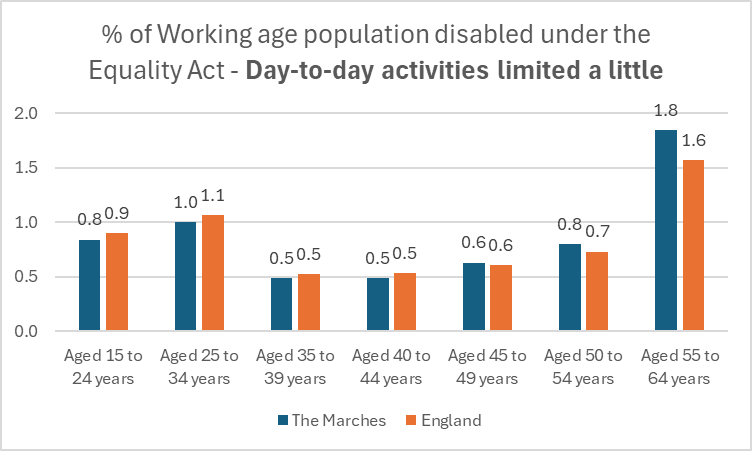 % of Working age population disabled under the
Equality Act - Day-to-day activities limited a little
2.0
1.5
1.0
0.5
0.0
0.8 0.9
1.0 1.1
0.5 0.5
0.5 0.5
0.6 0.6
0.8 0.7
1.8 1.6
Aged 15 to
24 years
Aged 25 to
34 years
Aged 35 to
39 years
Aged 40 to
44 years
Aged 45 to
49 years
Aged 50 to
54 years
Aged 55 to
64 years
The Marches England